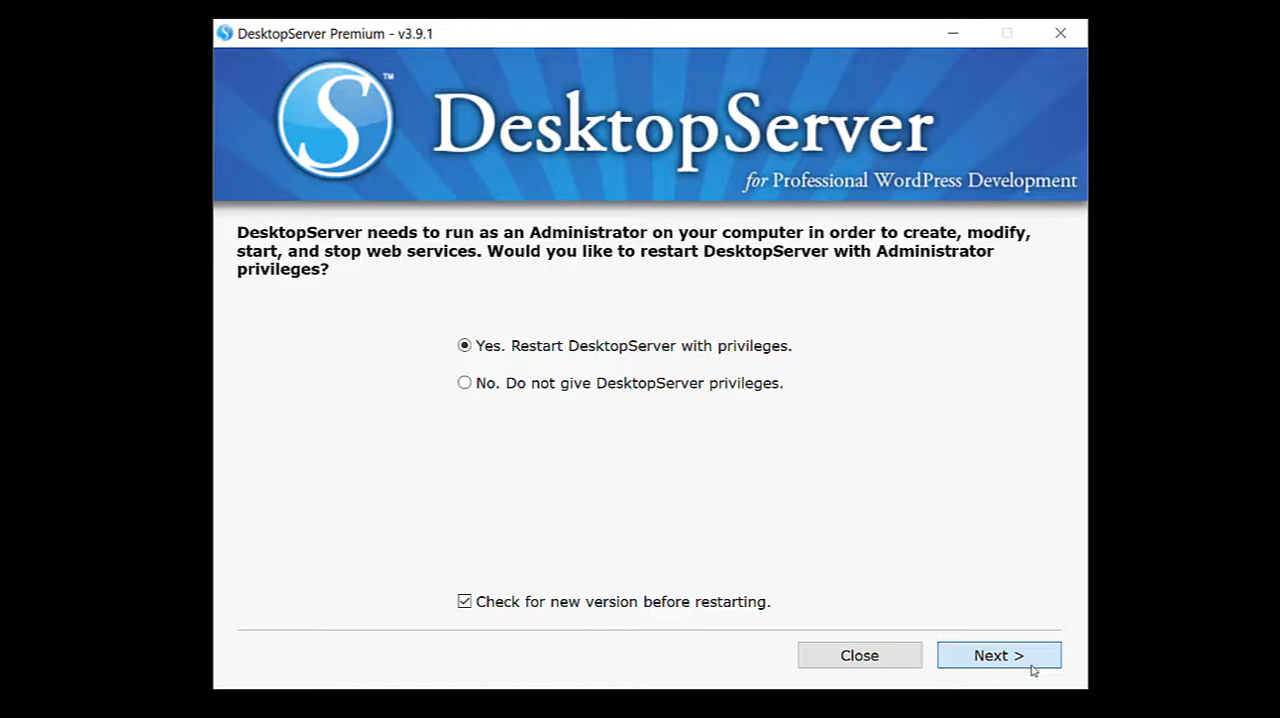 DesktopServer Premium - v3.9.1
S™
DesktopServer
for Professional WordPress Development
DesktopServer needs to run as an Administrator on your computer in order to create, modify,
start, and stop web services. Would you like to restart DesktopServer with Administrator
privileges?
Yes. Restart DesktopServer with privileges.
No. Do not give DesktopServer privileges.
Check for new version before restarting.
Close
Next >